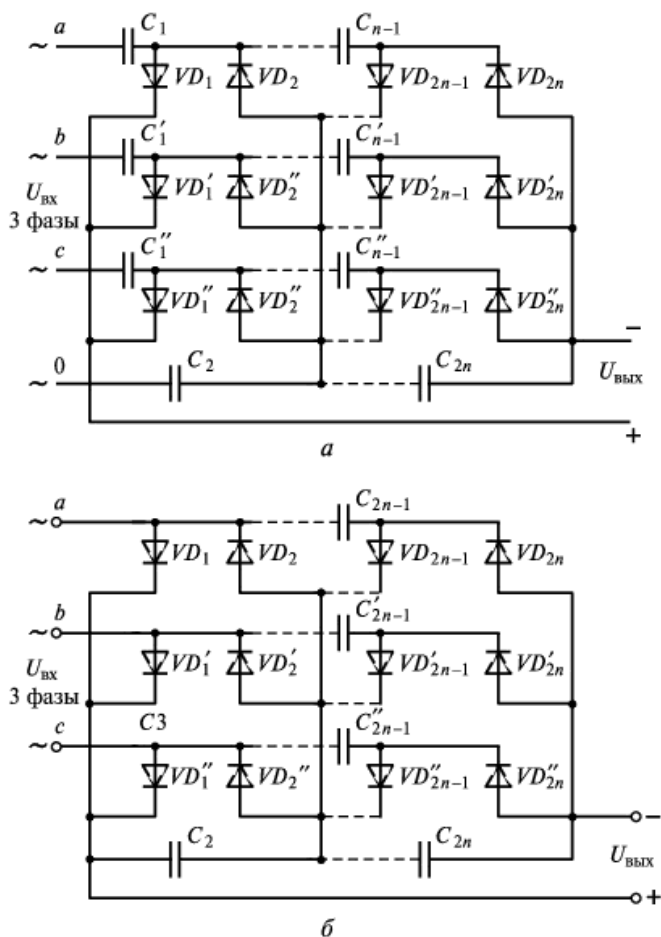 a C₁ Cₙ₋₁
~
VD₁ VD₂ VD₂ₙ₋₁ VD₂ₙ
b C′₁ C′ₙ₋₁
~
Uвх VD′₁ VD″₂ VD′₂ₙ₋₁ VD′₂ₙ
3 фазы
c C″₁ C″ₙ₋₁
~
VD″₁ VD″₂ VD″₂ₙ₋₁ VD″₂ₙ
−
0 C₂ C₂ₙ Uвых
~
+
а
a C₂ₙ₋₁
~
VD₁ VD₂ VD₂ₙ₋₁ VD₂ₙ
b C′₂ₙ₋₁
~
Uвх VD′₁ VD′₂ VD′₂ₙ₋₁ VD′₂ₙ
3 фазы
c C3 C″₂ₙ₋₁
~
VD″₁ VD₂″ VD″₂ₙ₋₁ VD″₂ₙ
−
C₂ C₂ₙ Uвых
+
б